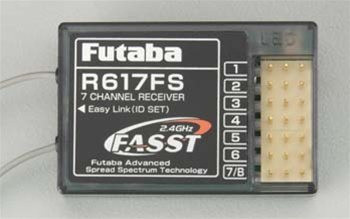 LED
Futaba
R617FS
7 CHANNEL RECEIVER
◀ Easy Link(ID SET)
2.4GHz
FASST
Futaba Advanced
Spread Spectrum Technology
1
2
3
4
5
6
7/B